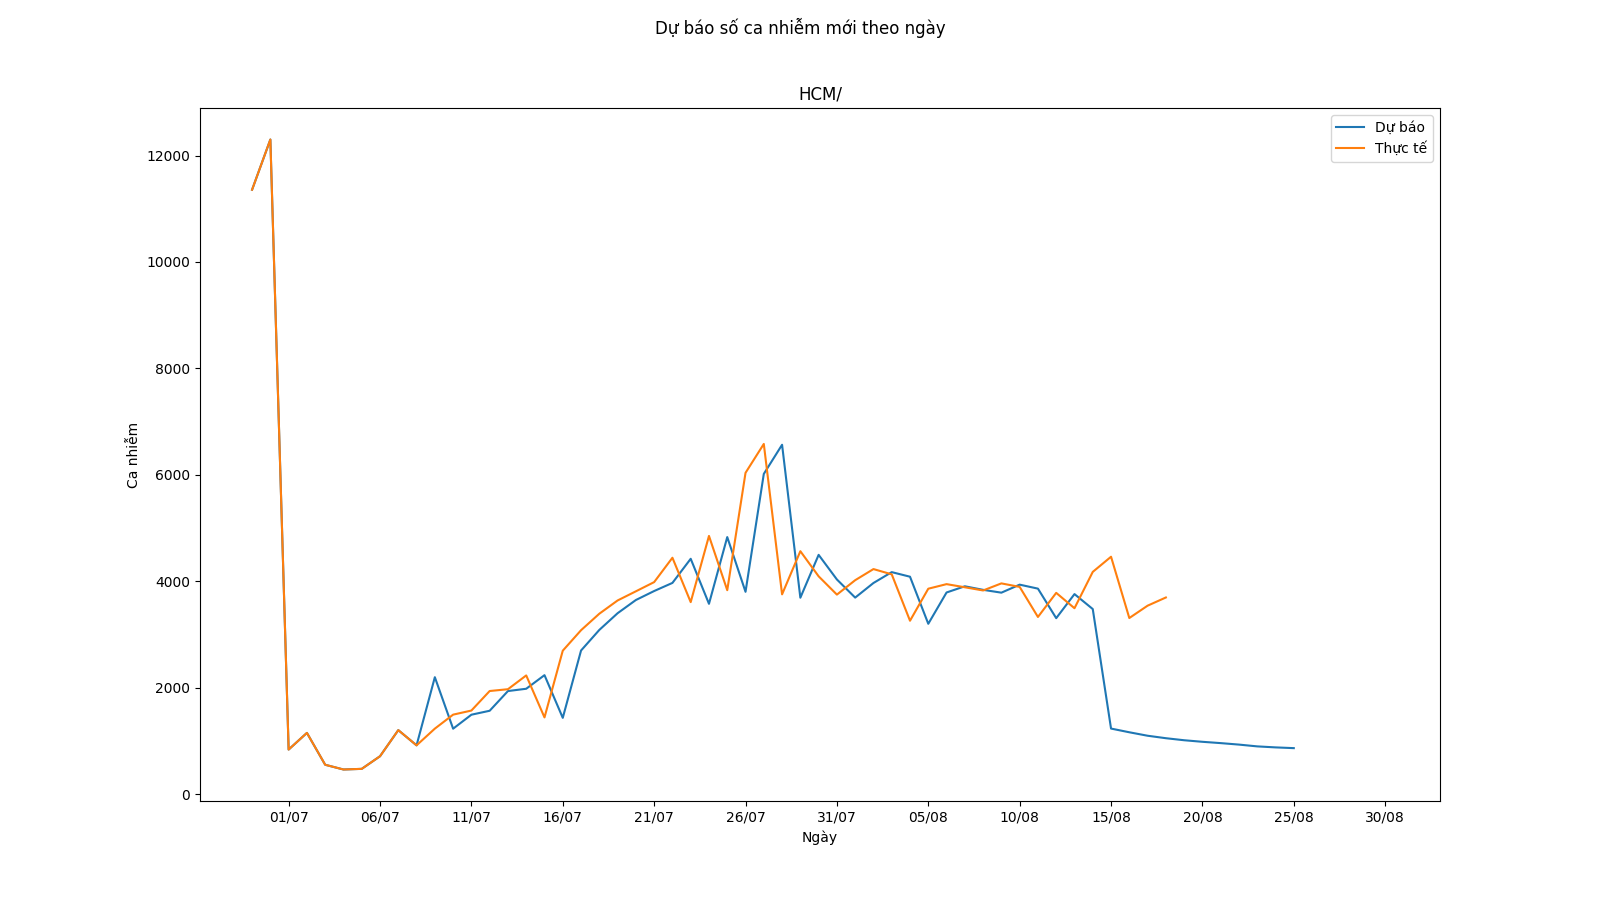 Dự báo số ca nhiễm mới theo ngày
HCM/
Dự báo
Thực tế
12000
10000
8000
6000
4000
2000
0
Ca nhiễm
01/07 06/07 11/07 16/07 21/07 26/07 31/07 05/08 10/08 15/08 20/08 25/08 30/08
Ngày